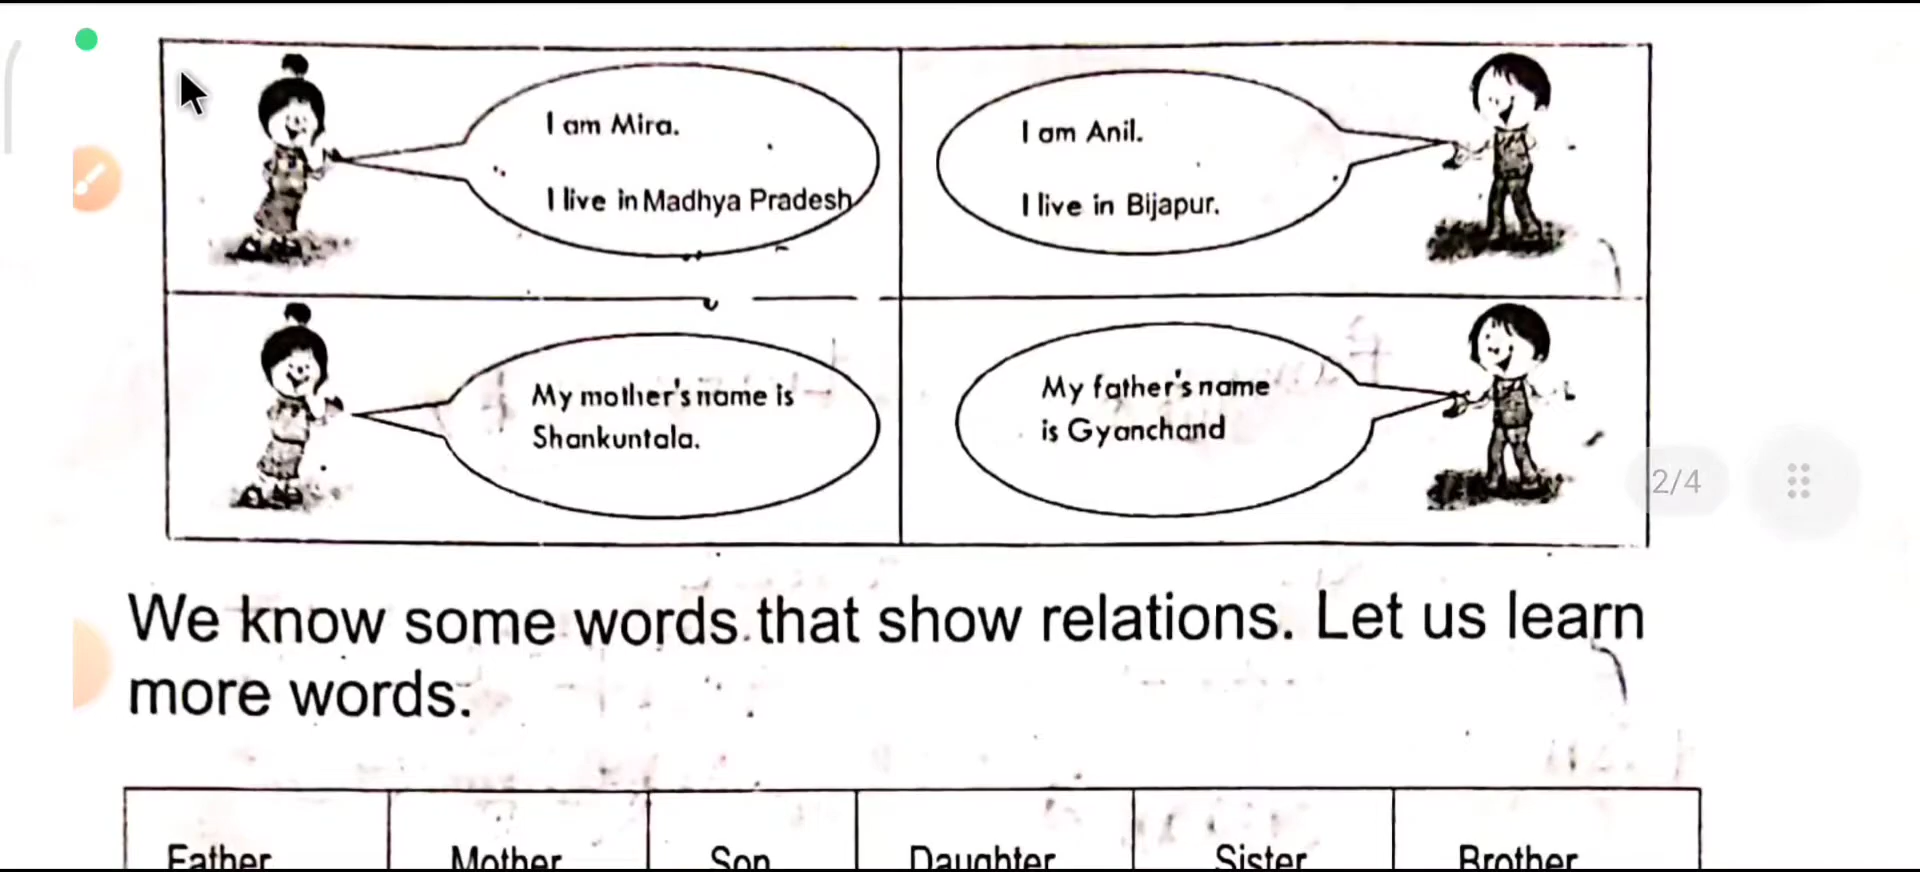 I am Mira.
I live in Madhya Pradesh
I am Anil.
I live in Bijapur.
My mother's name is
Shankuntala.
My father's name
is Gyanchand
2/4
We know some words that show relations. Let us learn
more words.
Father Mother Son Daughter Sister Brother